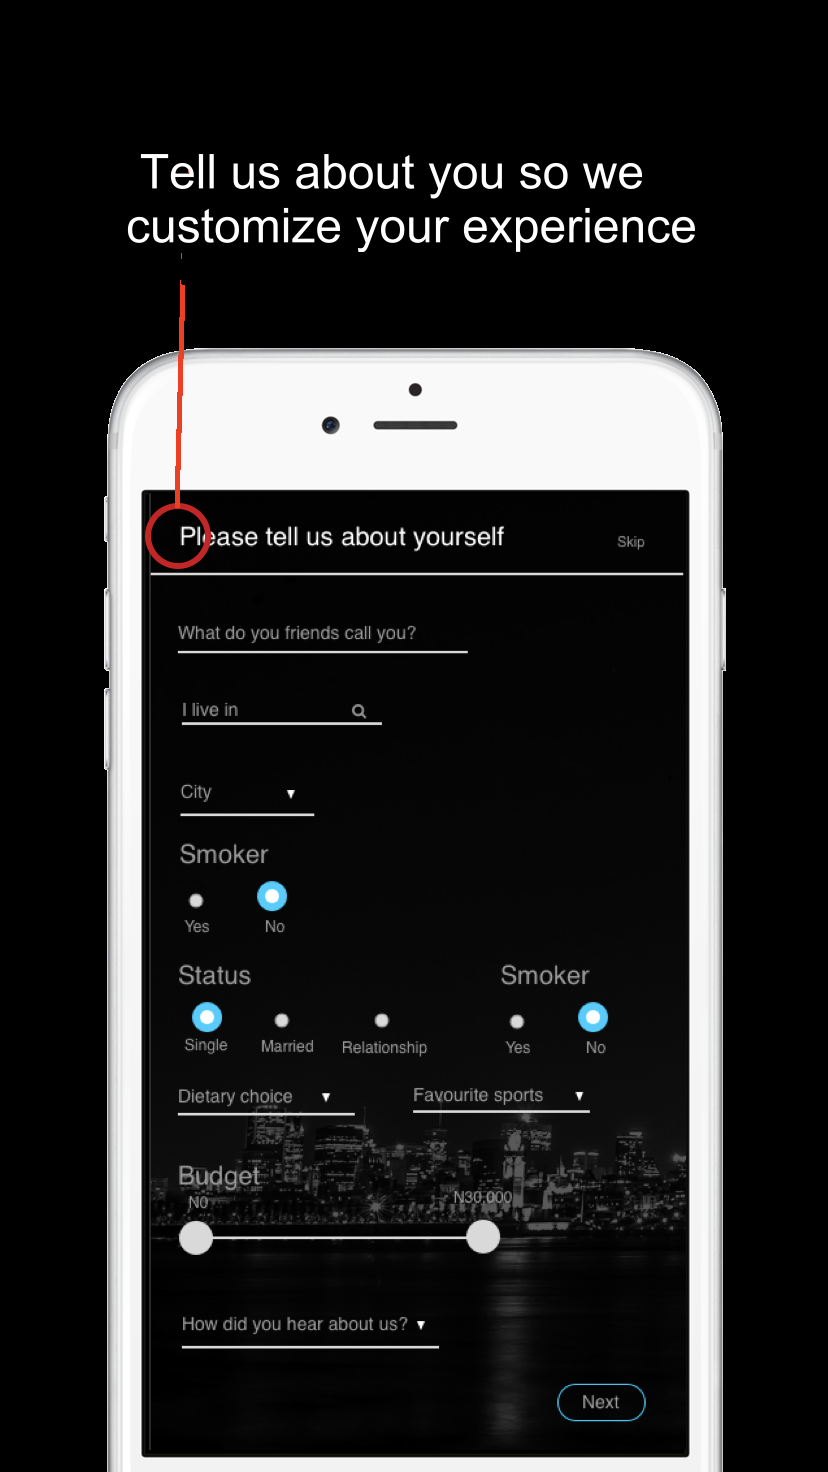 Tell us about you so we
customize your experience
Please tell us about yourself
Skip
What do you friends call you?
I live in
City
Smoker
Yes No
Status Smoker
Single Married Relationship Yes No
Dietary choice Favourite sports
Budget
N0 N30,000
How did you hear about us?
Next